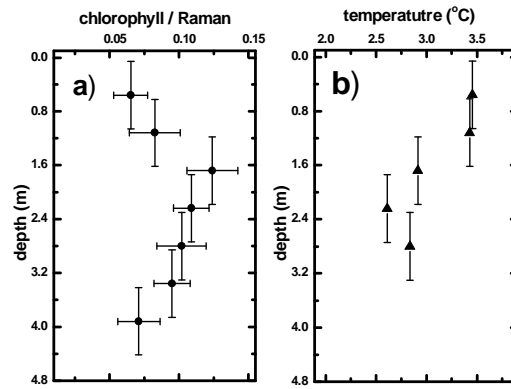 chlorophyll / Raman
0.05 0.10 0.15
a)
depth (m)
0.0
0.8
1.6
2.4
3.2
4.0
4.8
temperatutre (°C)
2.0 2.5 3.0 3.5
b)
depth (m)
0.0
0.8
1.6
2.4
3.2
4.0
4.8